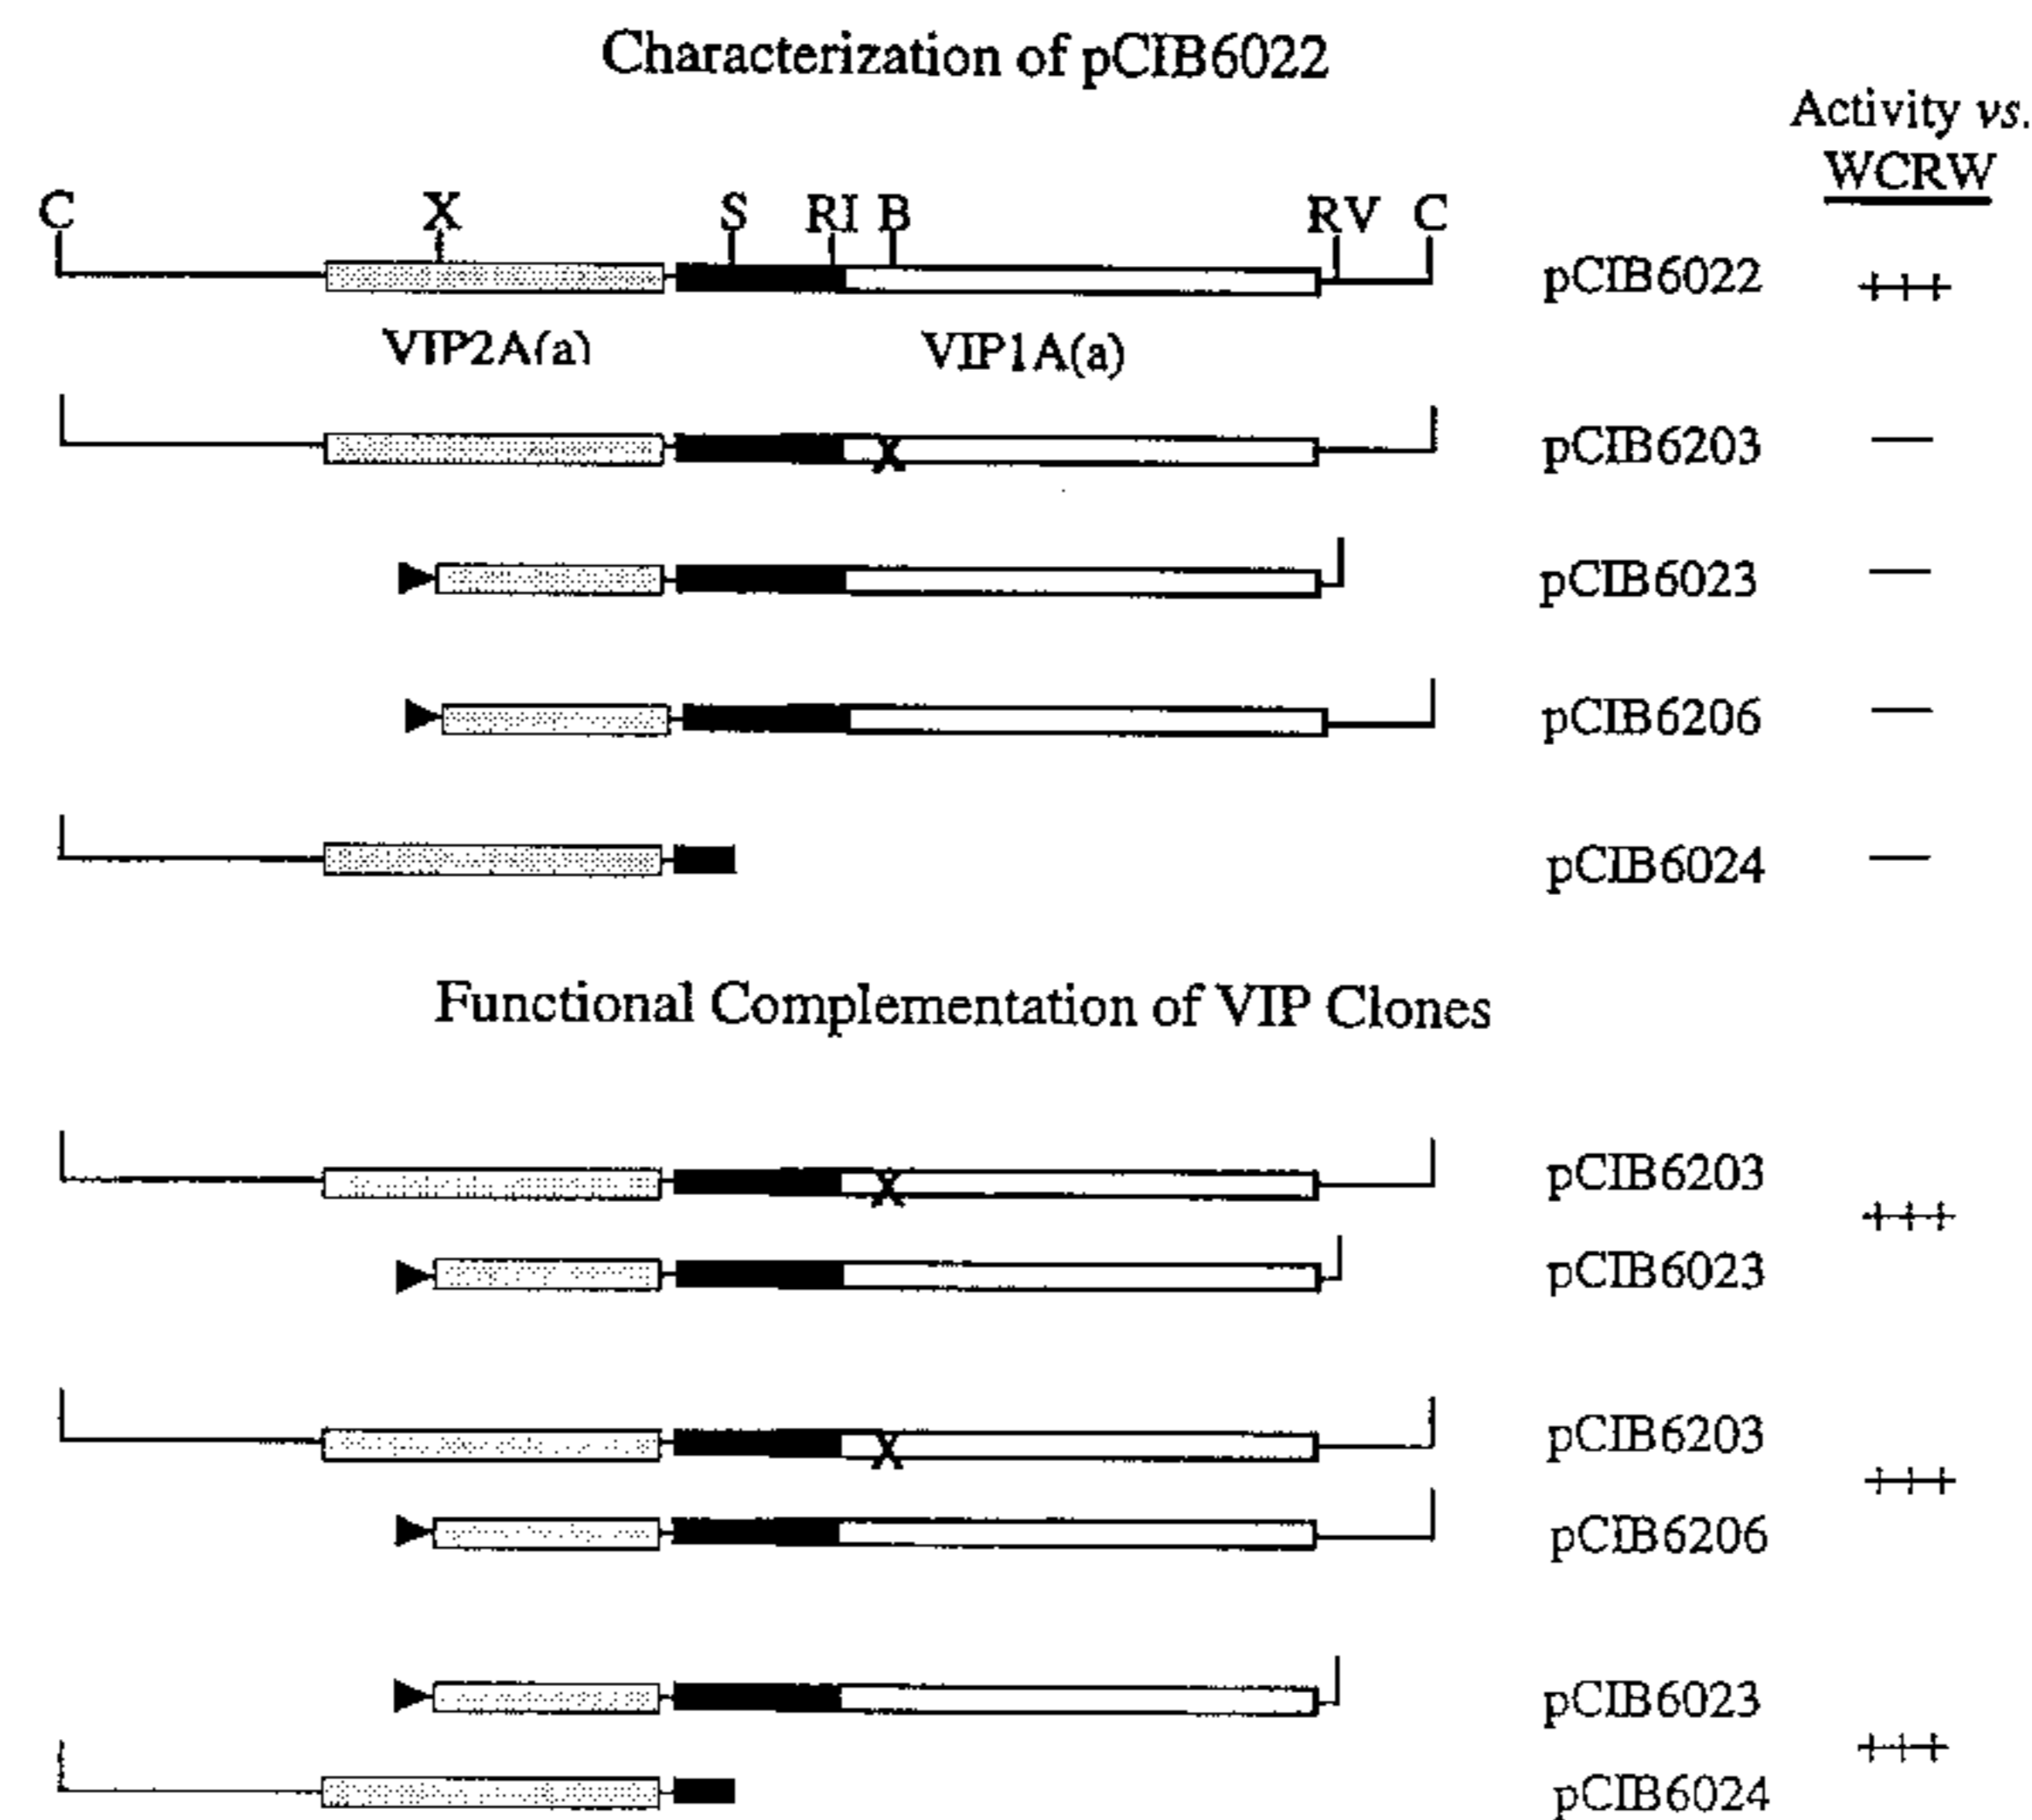 Characterization of pCIB6022
Activity vs.
WCRW
C X S RI B RV C
pCIB6022 +++
VIP2A(a) VIP1A(a)
X pCIB6203 —
pCIB6023 —
pCIB6206 —
pCIB6024 —
Functional Complementation of VIP Clones
X pCIB6203
+++
pCIB6023
X pCIB6203
+++
pCIB6206
pCIB6023
+++
pCIB6024